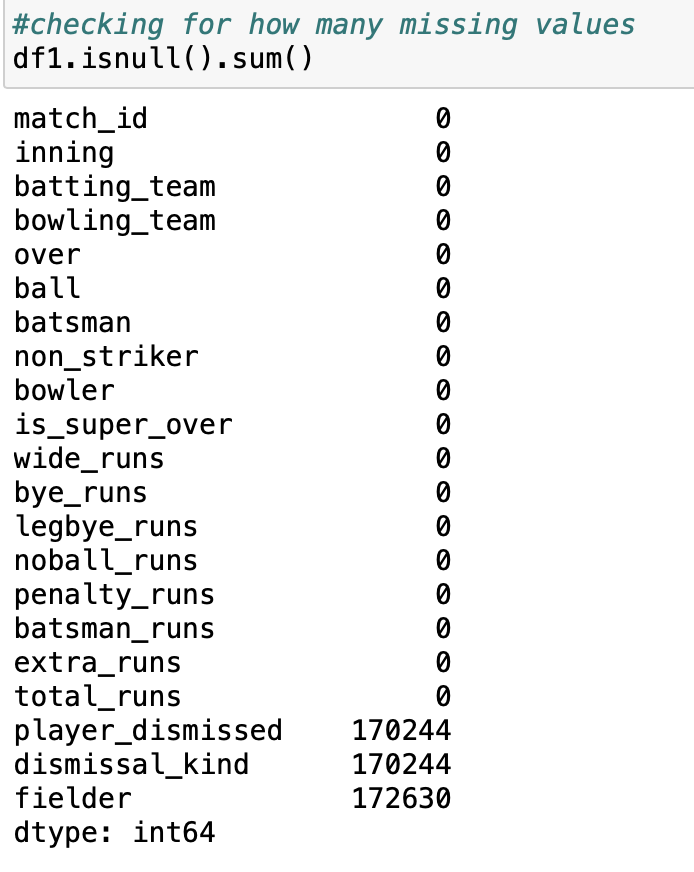 #checking for how many missing values
df1.isnull().sum()
match_id 0
inning 0
batting_team 0
bowling_team 0
over 0
ball 0
batsman 0
non_striker 0
bowler 0
is_super_over 0
wide_runs 0
bye_runs 0
legbye_runs 0
noball_runs 0
penalty_runs 0
batsman_runs 0
extra_runs 0
total_runs 0
player_dismissed 170244
dismissal_kind 170244
fielder 172630
dtype: int64